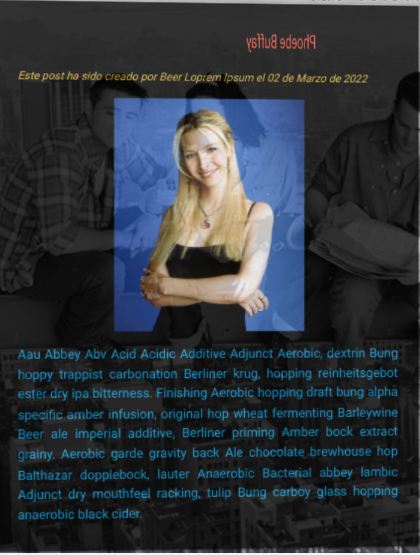 Phoebe Buffay
Este post ha sido creado por Beer Loprem Ipsum el 02 de Marzo de 2022
Aau Abbey Abv Acid Acidic Additive Adjunct Aerobic, dextrin Bung
hoppy trappist carbonation Berliner krug, hopping reinheitsgebot
ester dry ipa bitterness. Finishing Aerobic hopping draft bung alpha
specific amber infusion, original hop wheat fermenting Barleywine
Beer ale imperial additive, Berliner priming Amber bock extract
grainy. Aerobic garde gravity back Ale chocolate brewhouse hop
Balthazar dopplebock, lauter Anaerobic Bacterial abbey lambic
Adjunct dry mouthfeel racking, tulip Bung carboy glass hopping
anaerobic black cider.